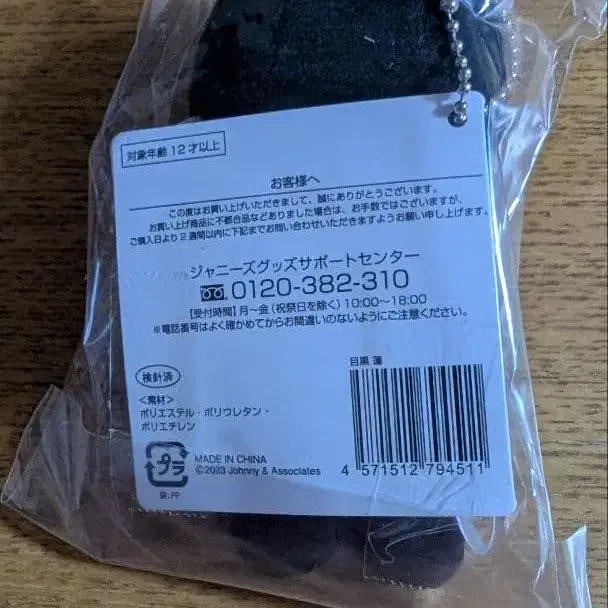 対象年齢12才以上
お客様へ
この度はお買い上げいただきまして、誠にありがとうございます。
お買い上げ商品に不都合品などありました場合は、お手数ではございますが、
ご購入日より2週間以内に下記までお問い合わせいただきますようお願い申し上げます。
ジャニーズグッズサポートセンター
0120-382-310
【受付時間】月〜金(祝祭日を除く)10:00〜18:00
※電話番号はよく確かめてからお間違いのないようにご注意ください。
検針済
<素材>
ポリエステル・ポリウレタン・
ポリエチレン
プラ
袋:PP
MADE IN CHINA
©2023 Johnny & Associates
目黒 蓮
4 571512 794511